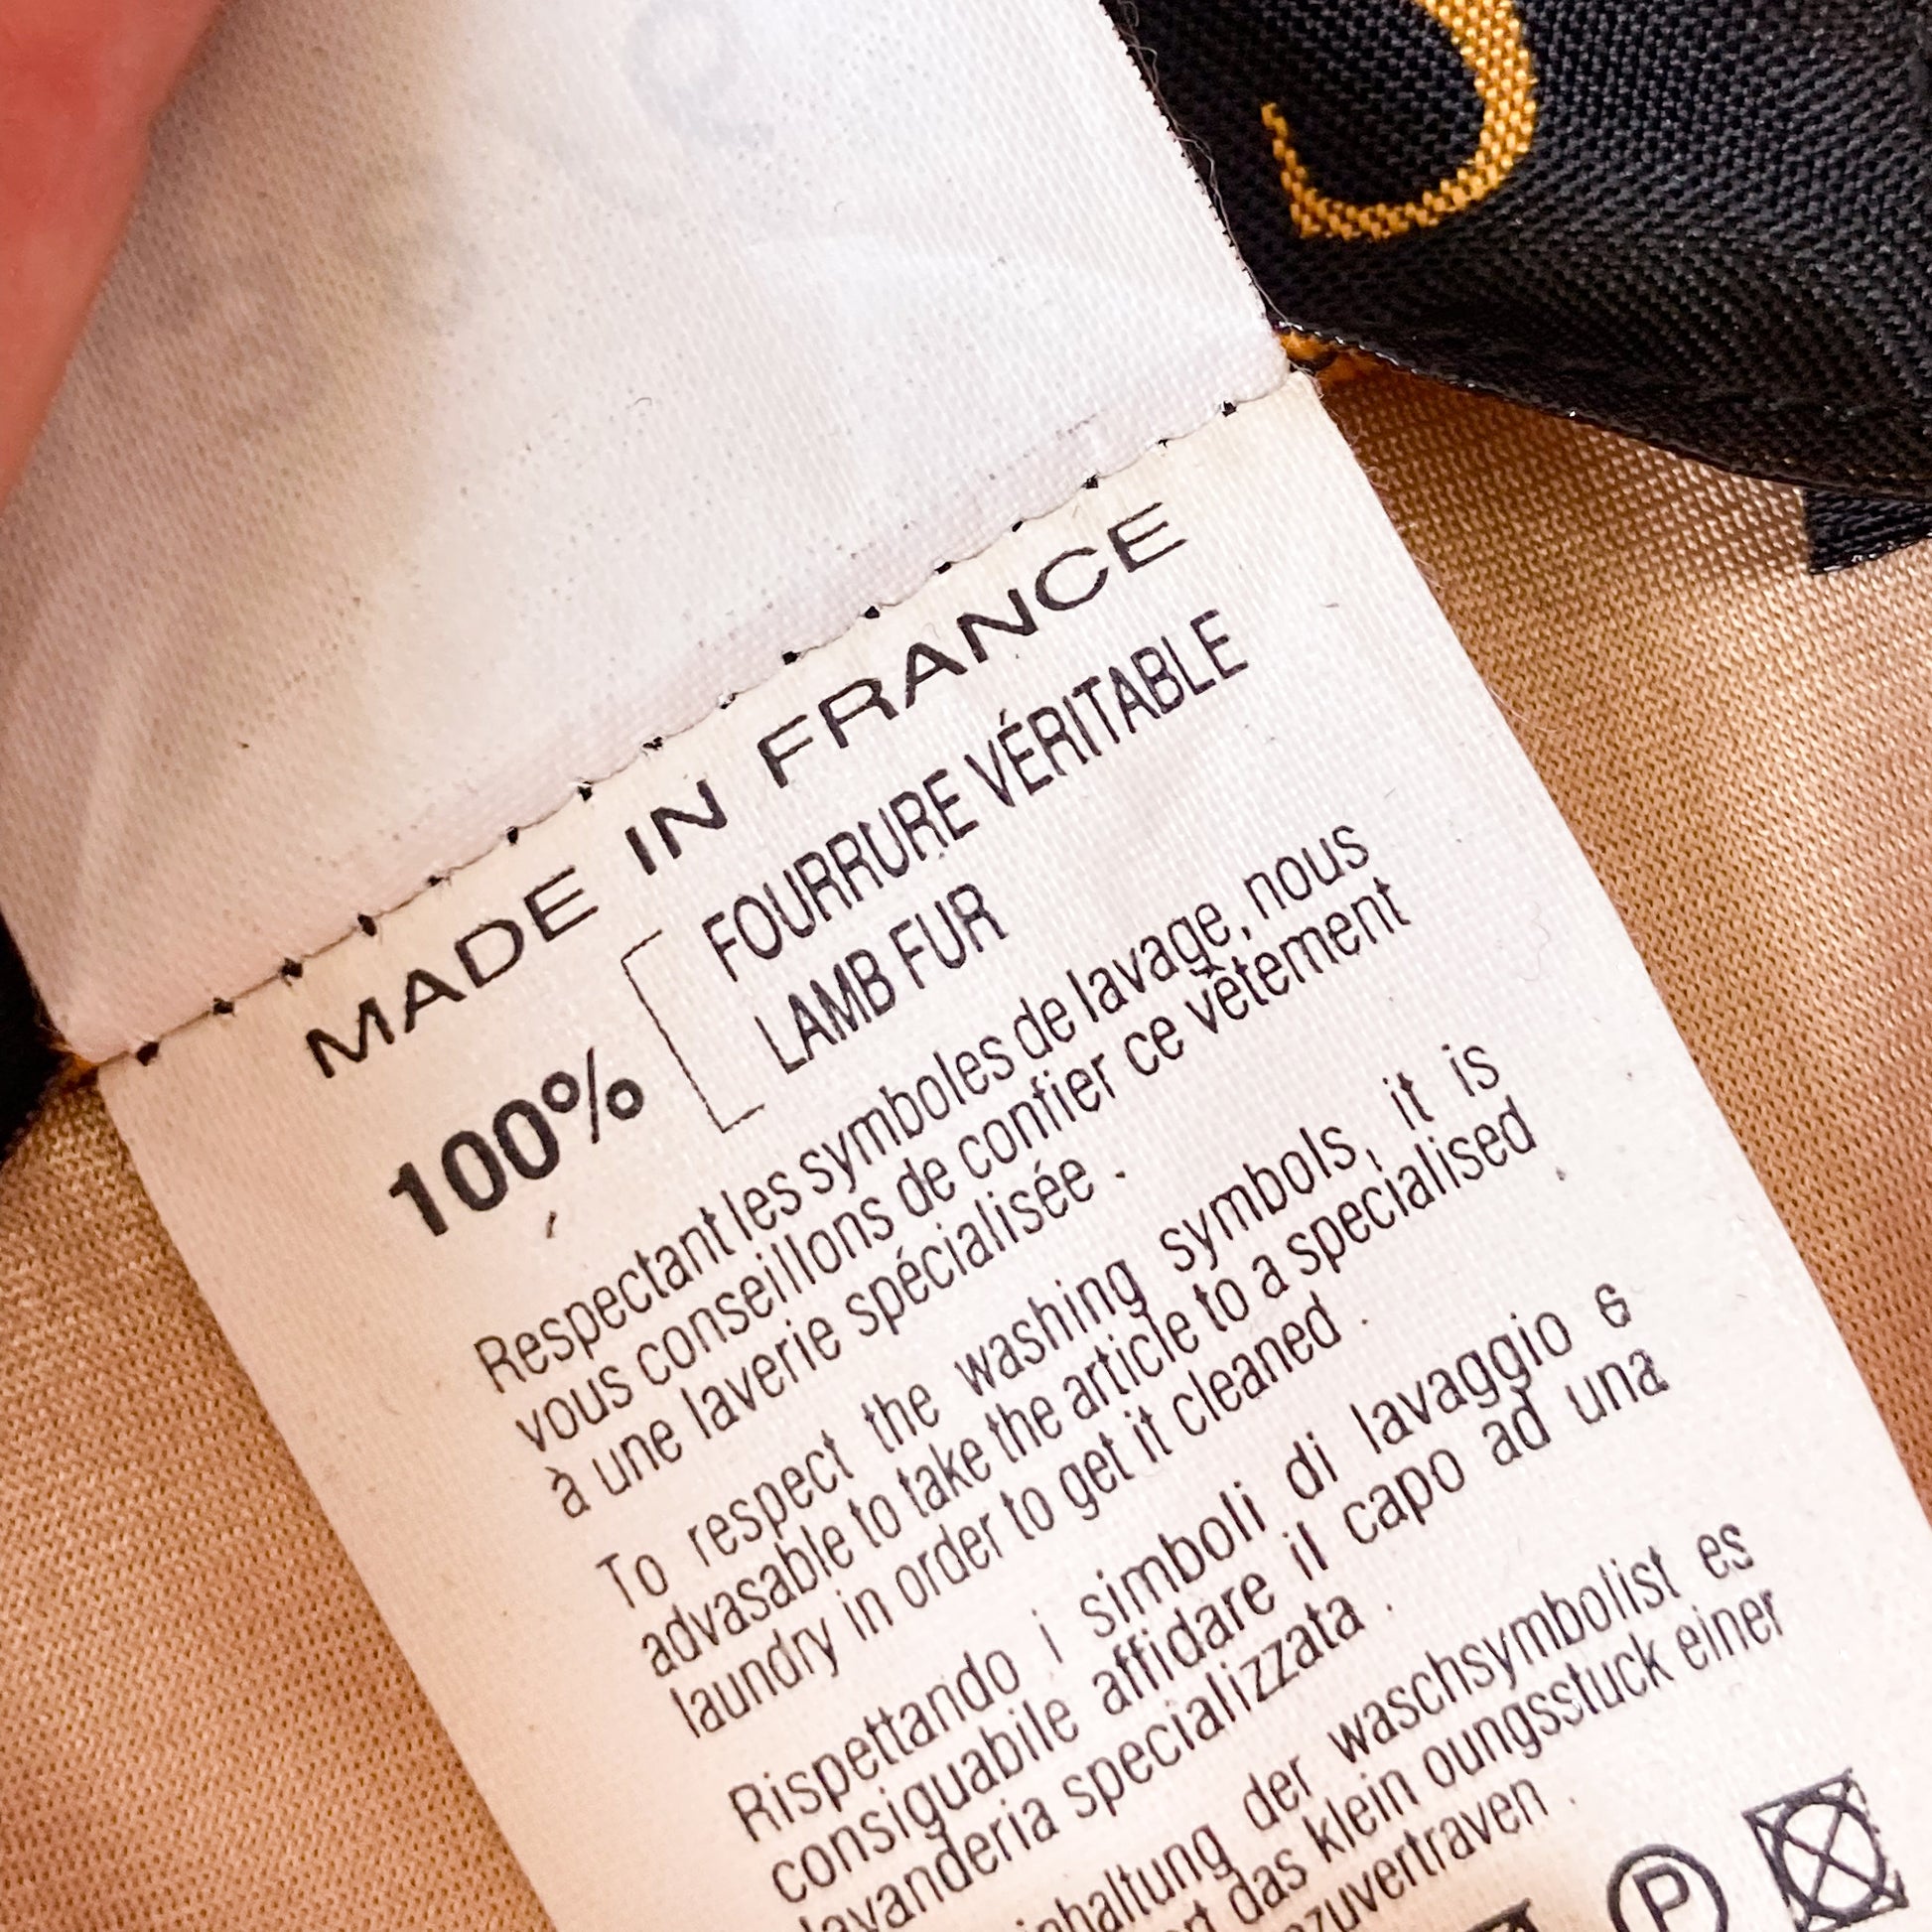 MADE IN FRANCE
100%
FOURRURE VÉRITABLE
LAMB FUR
Respectant les symboles de lavage, nous
vous conseillons de confier ce vêtement
à une laverie spécialisée .
To respect the washing symbols, it is
advasable to take the article to a specialised
laundry in order to get it cleaned .
Rispettando i simboli di lavaggio e
consiguabile affidare il capo ad una
lavanderia specializzata .
der waschsymbolist es
das klein oungsstuck einer
P